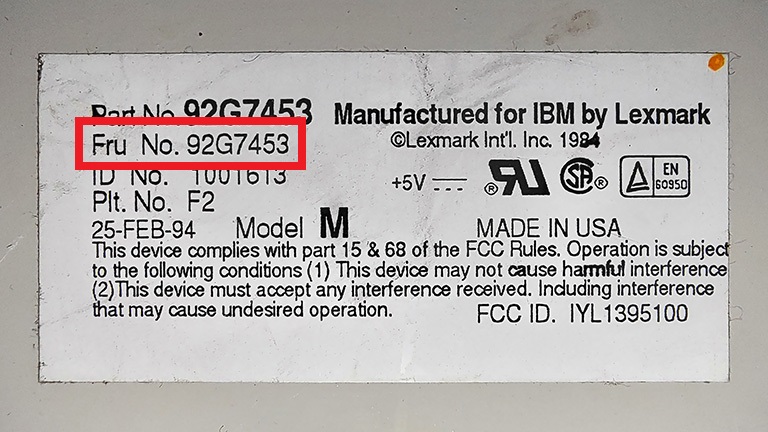 Part No. 92G7453 Manufactured for IBM by Lexmark
Fru No. 92G7453 ©Lexmark Int'l. Inc. 1984
ID No. 1001613
+5V RU ® SP ® EN 60950
Plt. No. F2
25-FEB-94 Model M MADE IN USA
This device complies with part 15 & 68 of the FCC Rules. Operation is subject
to the following conditions (1) This device may not cause harmful interference
(2)This device must accept any interference received. Including interference
that may cause undesired operation. FCC ID. IYL1395100